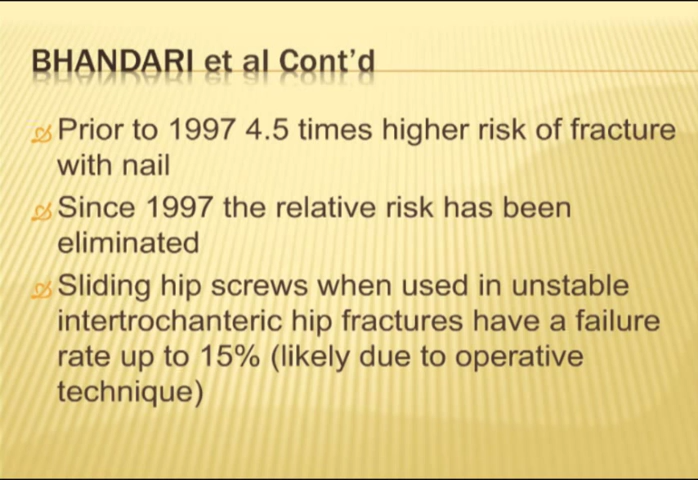 BHANDARI et al Cont'd
Prior to 1997 4.5 times higher risk of fracture
with nail
Since 1997 the relative risk has been
eliminated
Sliding hip screws when used in unstable
intertrochanteric hip fractures have a failure
rate up to 15% (likely due to operative
technique)